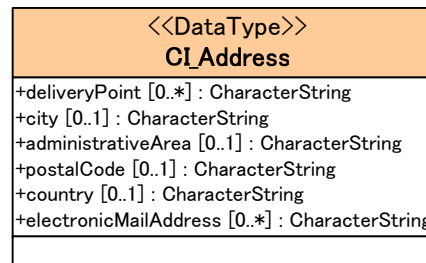 <<DataType>>
CI_Address
+deliveryPoint [0..*] : CharacterString
+city [0..1] : CharacterString
+administrativeArea [0..1] : CharacterString
+postalCode [0..1] : CharacterString
+country [0..1] : CharacterString
+electronicMailAddress [0..*] : CharacterString